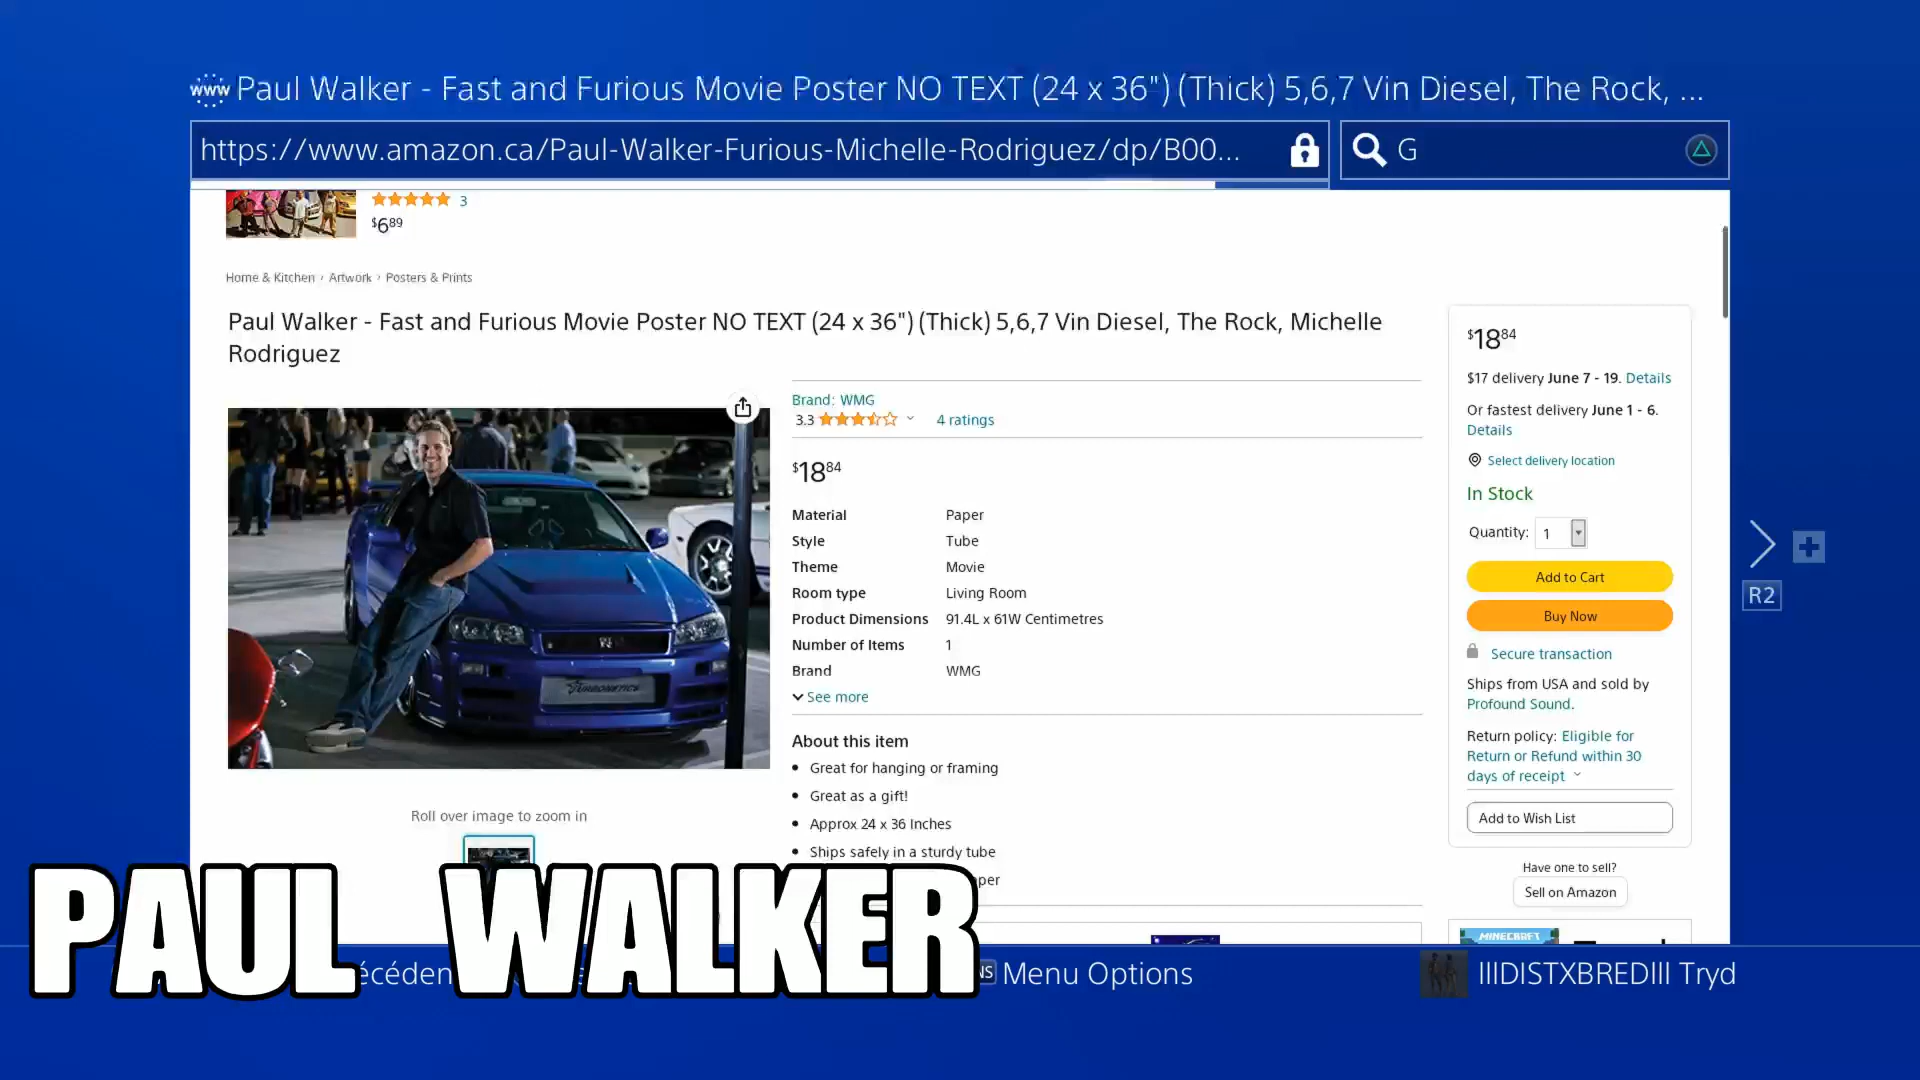 www Paul Walker - Fast and Furious Movie Poster NO TEXT (24 x 36") (Thick) 5,6,7 Vin Diesel, The Rock, ...
https://www.amazon.ca/Paul-Walker-Furious-Michelle-Rodriguez/dp/B00...
G
3
$6.89
Home & Kitchen › Artwork › Posters & Prints
Paul Walker - Fast and Furious Movie Poster NO TEXT (24 x 36") (Thick) 5,6,7 Vin Diesel, The Rock, Michelle
Rodriguez
Brand: WMG
3.3
4 ratings
$18.84
Material Paper
Style Tube
Theme Movie
Room type Living Room
Product Dimensions 91.4L x 61W Centimetres
Number of Items 1
Brand WMG
See more
About this item
• Great for hanging or framing
• Great as a gift!
• Approx 24 x 36 Inches
• Ships safely in a sturdy tube
Roll over image to zoom in
$18.84
$17 delivery June 7 - 19. Details
Or fastest delivery June 1 - 6.
Details
Select delivery location
In Stock
Quantity: 1
Add to Cart
Buy Now
Secure transaction
Ships from USA and sold by
Profound Sound.
Return policy: Eligible for
Return or Refund within 30
days of receipt
Add to Wish List
Have one to sell?
Sell on Amazon
MINECRAFT
R2
PAUL WALKER
Menu Options
IIIDISTXBREDIII Tryd